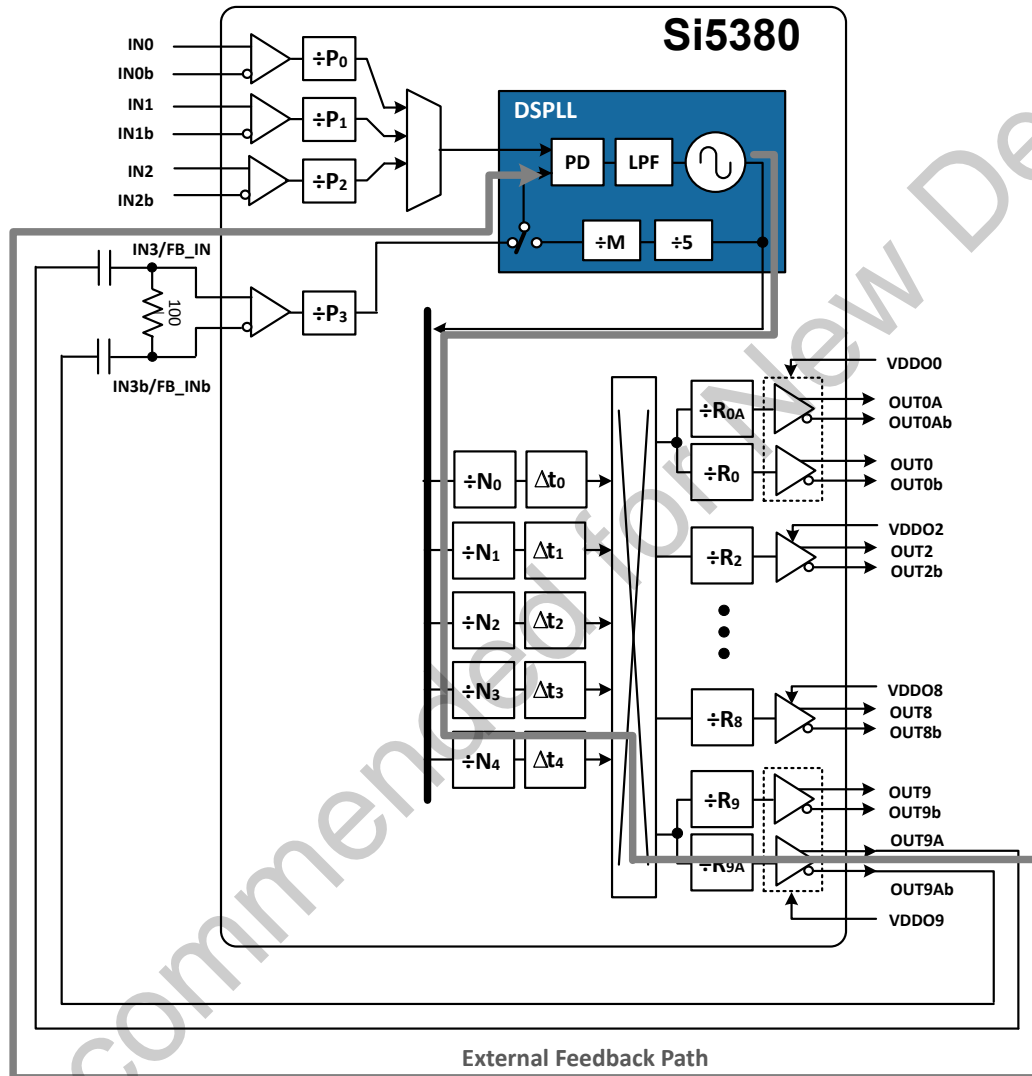 Si5380
IN0
IN0b
IN1
IN1b
IN2
IN2b
÷P0
÷P1
÷P2
DSPLL
PD
LPF
÷M
÷5
IN3/FB_IN
100
IN3b/FB_INb
÷P3
÷N0
Δt0
÷N1
Δt1
÷N2
Δt2
÷N3
Δt3
÷N4
Δt4
÷R0A
÷R0
÷R2
÷R8
÷R9
÷R9A
VDDO0
OUT0A
OUT0Ab
OUT0
OUT0b
VDDO2
OUT2
OUT2b
VDDO8
OUT8
OUT8b
OUT9
OUT9b
OUT9A
OUT9Ab
VDDO9
External Feedback Path
commended for New De